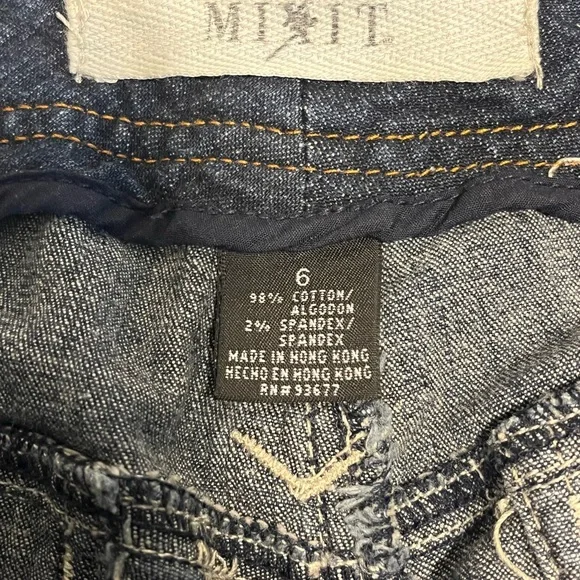 MIXIT
6
98% COTTON/
ALGODON
2% SPANDEX/
SPANDEX
MADE IN HONG KONG
HECHO EN HONG KONG
RN# 93677